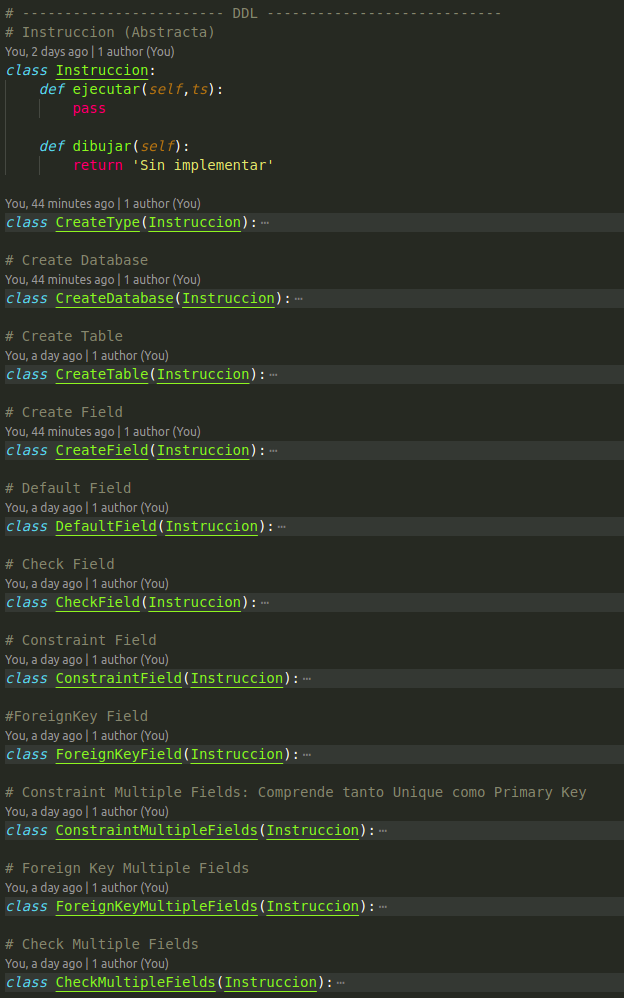 # ------------------------ DDL ----------------------------
# Instruccion (Abstracta)
You, 2 days ago | 1 author (You)
class Instruccion:
    def ejecutar(self,ts):
        pass
    def dibujar(self):
        return 'Sin implementar'
You, 44 minutes ago | 1 author (You)
class CreateType(Instruccion):⋯
# Create Database
You, 44 minutes ago | 1 author (You)
class CreateDatabase(Instruccion):⋯
# Create Table
You, a day ago | 1 author (You)
class CreateTable(Instruccion):⋯
# Create Field
You, 44 minutes ago | 1 author (You)
class CreateField(Instruccion):⋯
# Default Field
You, a day ago | 1 author (You)
class DefaultField(Instruccion):⋯
# Check Field
You, a day ago | 1 author (You)
class CheckField(Instruccion):⋯
# Constraint Field
You, a day ago | 1 author (You)
class ConstraintField(Instruccion):⋯
#ForeignKey Field
You, a day ago | 1 author (You)
class ForeignKeyField(Instruccion):⋯
# Constraint Multiple Fields: Comprende tanto Unique como Primary Key
You, a day ago | 1 author (You)
class ConstraintMultipleFields(Instruccion):⋯
# Foreign Key Multiple Fields
You, a day ago | 1 author (You)
class ForeignKeyMultipleFields(Instruccion):⋯
# Check Multiple Fields
You, a day ago | 1 author (You)
class CheckMultipleFields(Instruccion):⋯